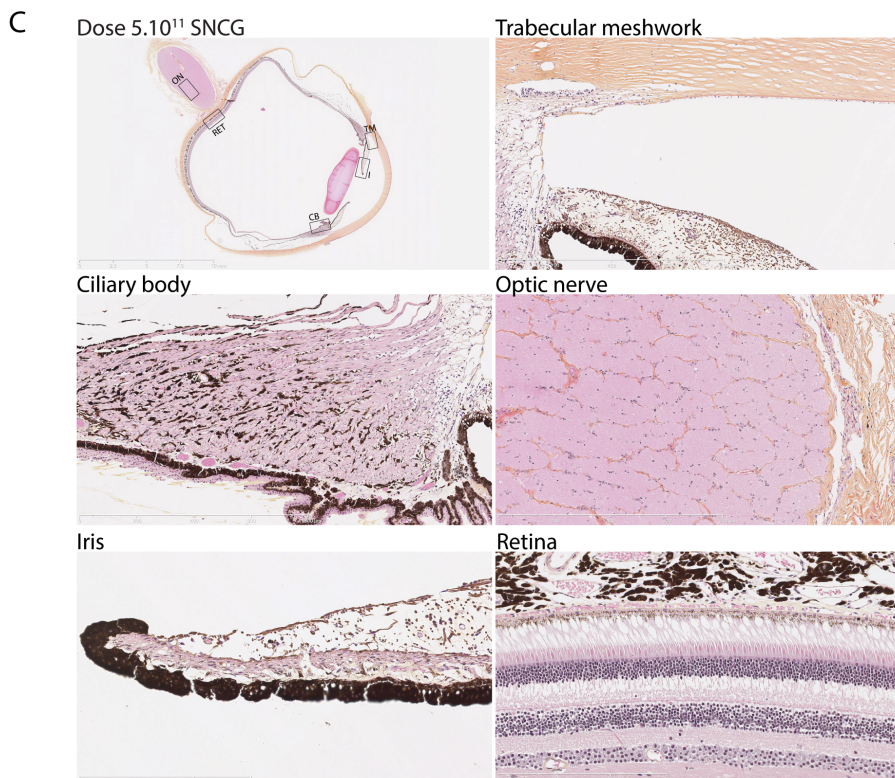 C
Dose 5.10¹¹ SNCG
Trabecular meshwork
ON
RET
TM
I
CB
Ciliary body
Optic nerve
Iris
Retina